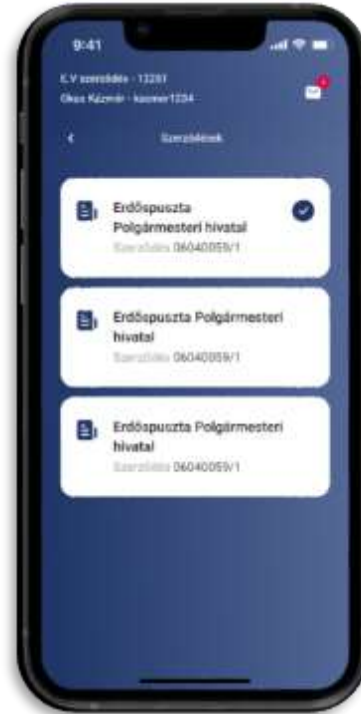 9:41
E.V szerződés - 12281
Okos Kázmér - kazmer1234
Szerződések
Erdőspuszta
Polgármesteri hivatal
Szerződés 06040059/1
Erdőspuszta Polgármesteri
hivatal
Szerződés 06040059/1
Erdőspuszta Polgármesteri
hivatal
Szerződés 06040059/1